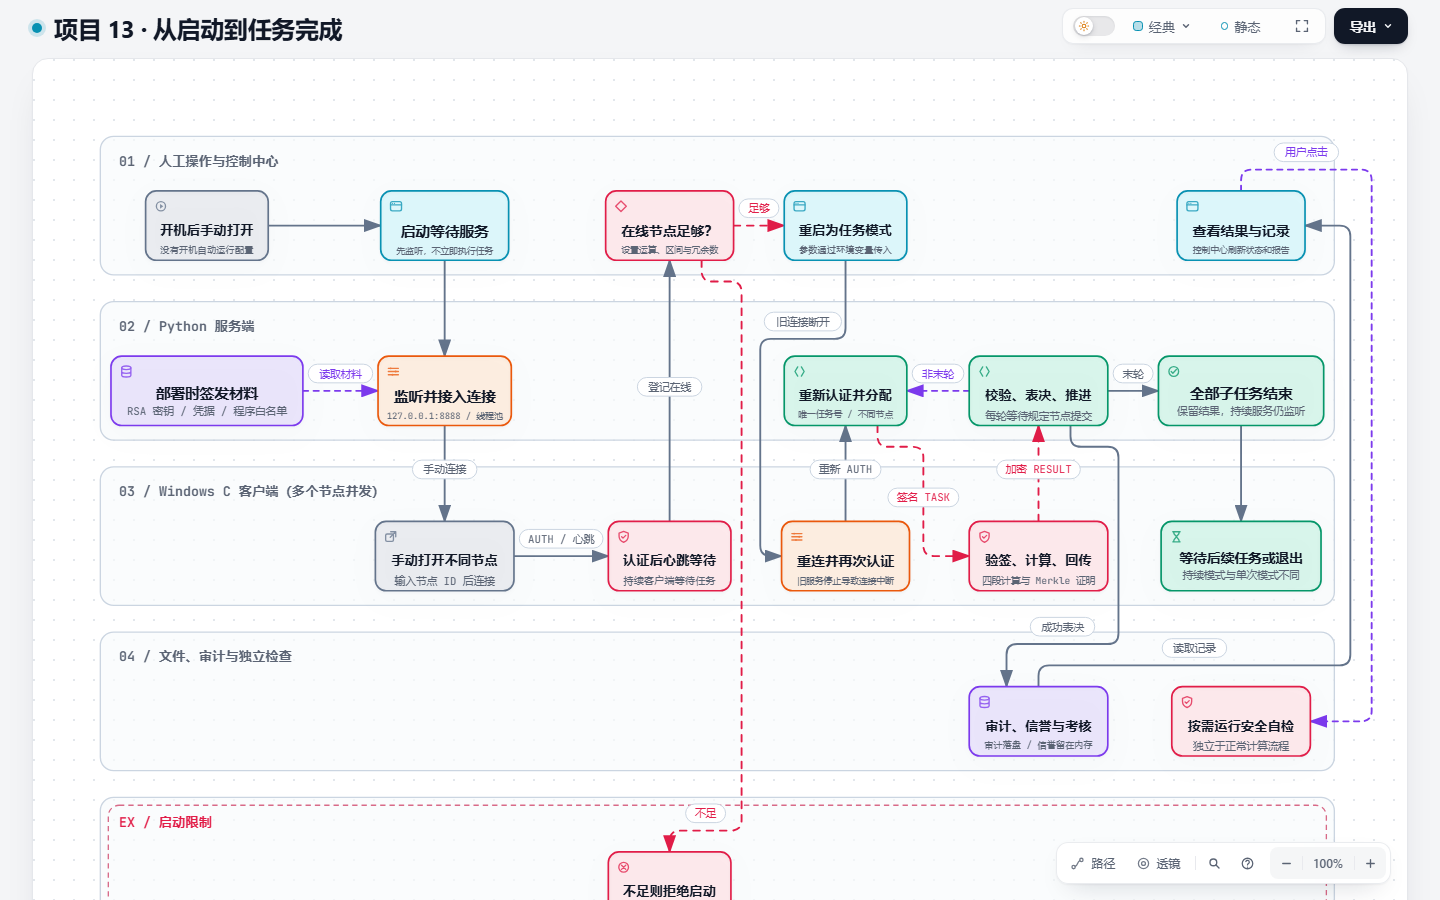 项目 13 · 从启动到任务完成
经典
静态
导出
01 / 人工操作与控制中心
用户点击
开机后手动打开
没有开机自动运行配置
启动等待服务
先监听，不立即执行任务
在线节点足够？
设置运算、区间与冗余数
足够
重启为任务模式
参数通过环境变量传入
查看结果与记录
控制中心刷新状态和报告
02 / Python 服务端
旧连接断开
部署时签发材料
RSA 密钥 / 凭据 / 程序白名单
读取材料
监听并接入连接
127.0.0.1:8888 / 线程池
登记在线
重新认证并分配
唯一任务号 / 不同节点
非末轮
校验、表决、推进
每轮等待规定节点提交
末轮
全部子任务结束
保留结果，持续服务仍监听
手动连接
重新 AUTH
加密 RESULT
03 / Windows C 客户端（多个节点并发）
签名 TASK
手动打开不同节点
输入节点 ID 后连接
AUTH / 心跳
认证后心跳等待
持续客户端等待任务
重连并再次认证
旧服务停止导致连接中断
验签、计算、回传
四段计算与 Merkle 证明
等待后续任务或退出
持续模式与单次模式不同
成功表决
04 / 文件、审计与独立检查
读取记录
审计、信誉与考核
审计落盘 / 信誉留在内存
按需运行安全自检
独立于正常计算流程
不足
EX / 启动限制
不足则拒绝启动
路径
透镜
100%